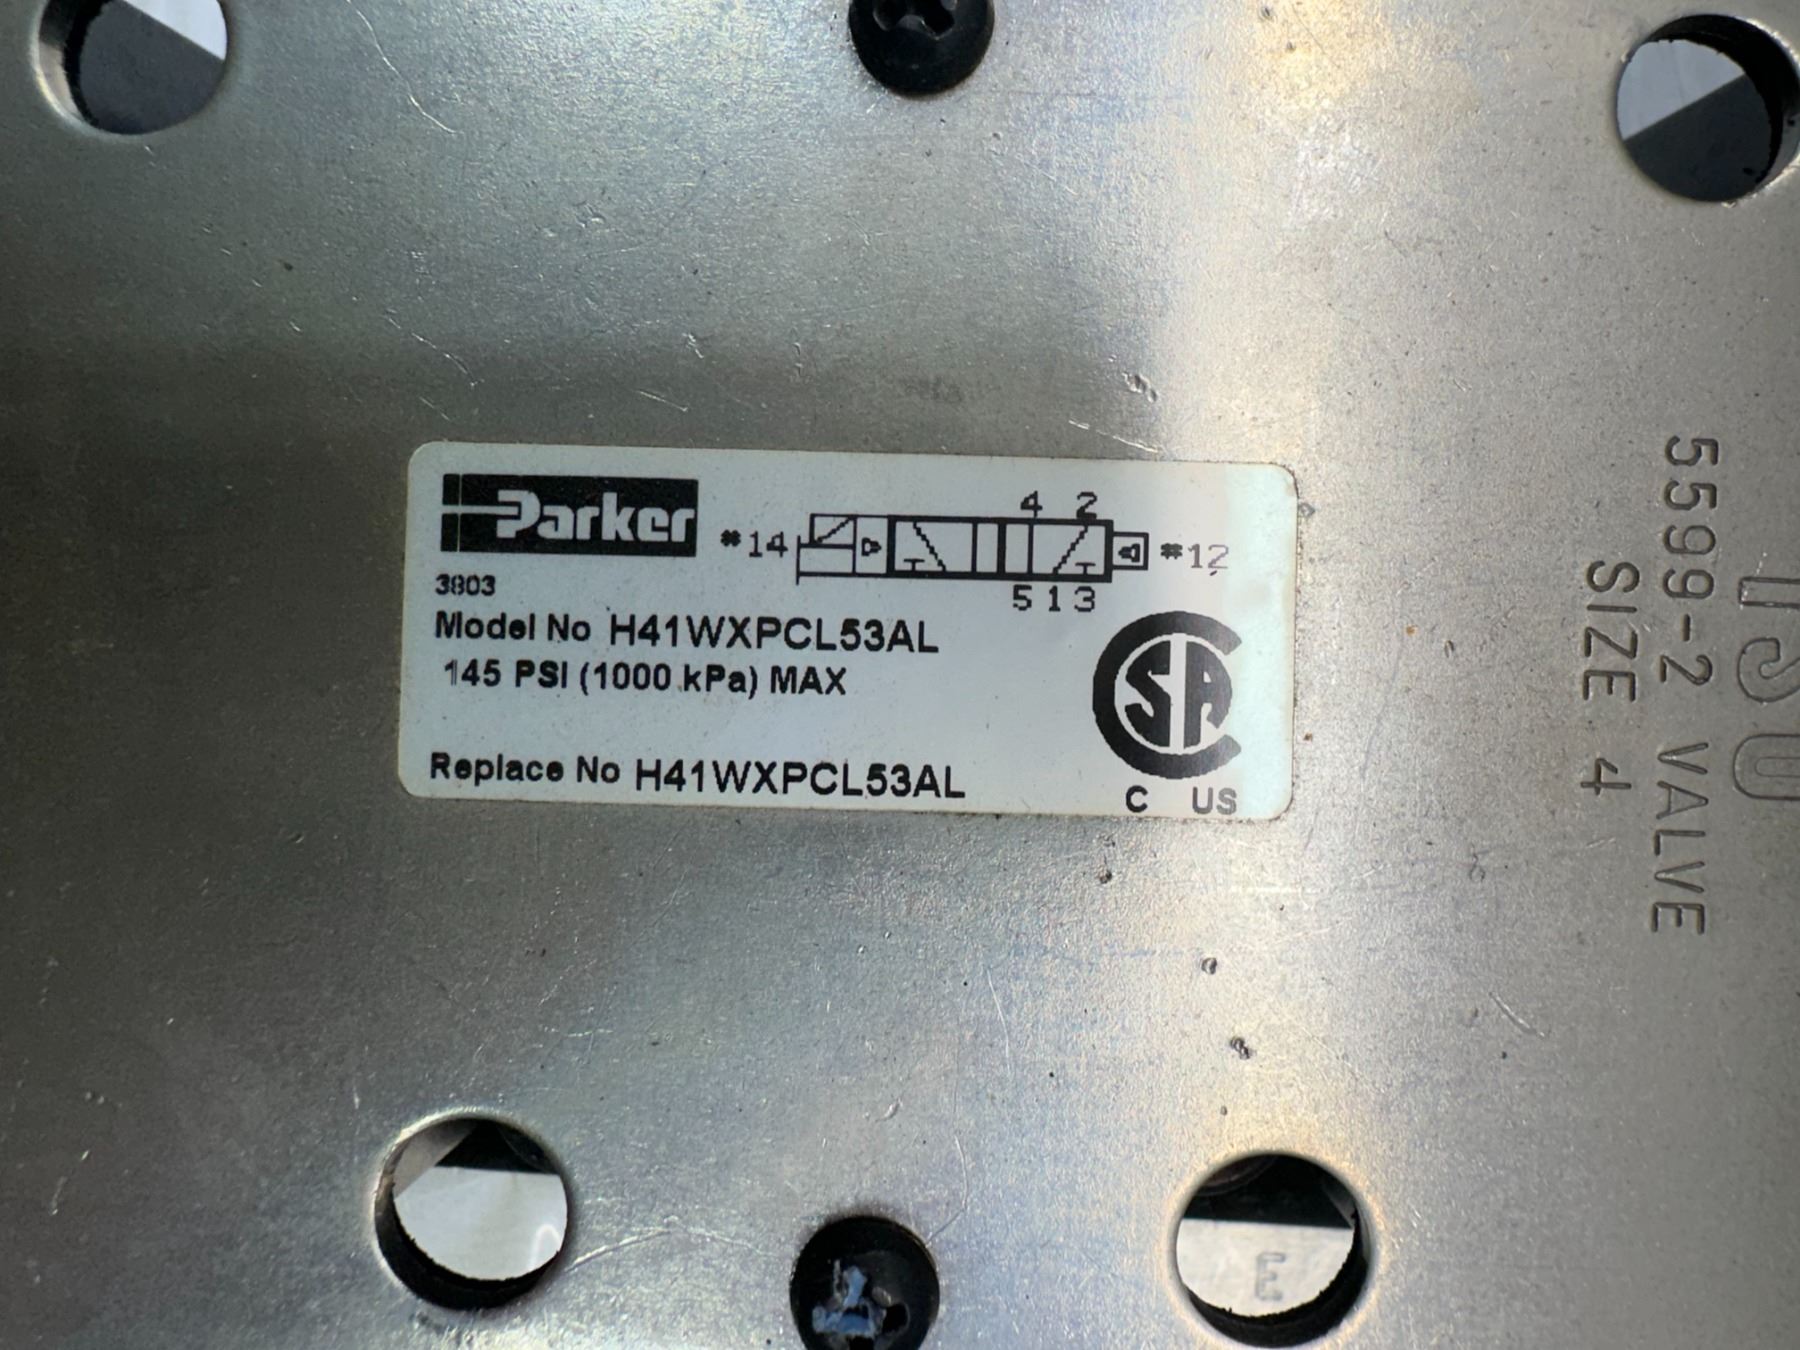 Parker
4 2
#14
#12
5 1 3
3803
Model No H41WXPCL53AL
145 PSI (1000 kPa) MAX
Replace No H41WXPCL53AL
SA
C US
ISO
5599-2 VALVE
SIZE 4
E